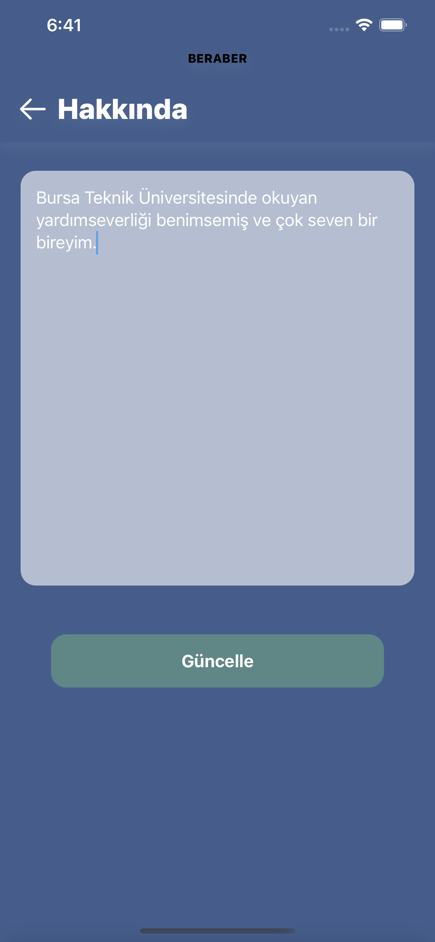 6:41
BERABER
Hakkında
Bursa Teknik Üniversitesinde okuyan
yardımseverliği benimsemiş ve çok seven bir
bireyim.
Güncelle